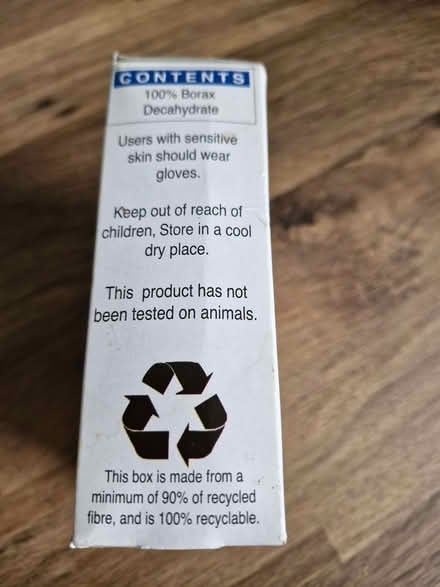 CONTENTS
100% Borax
Decahydrate
Users with sensitive
skin should wear
gloves.
Keep out of reach of
children, Store in a cool
dry place.
This product has not
been tested on animals.
This box is made from a
minimum of 90% of recycled
fibre, and is 100% recyclable.